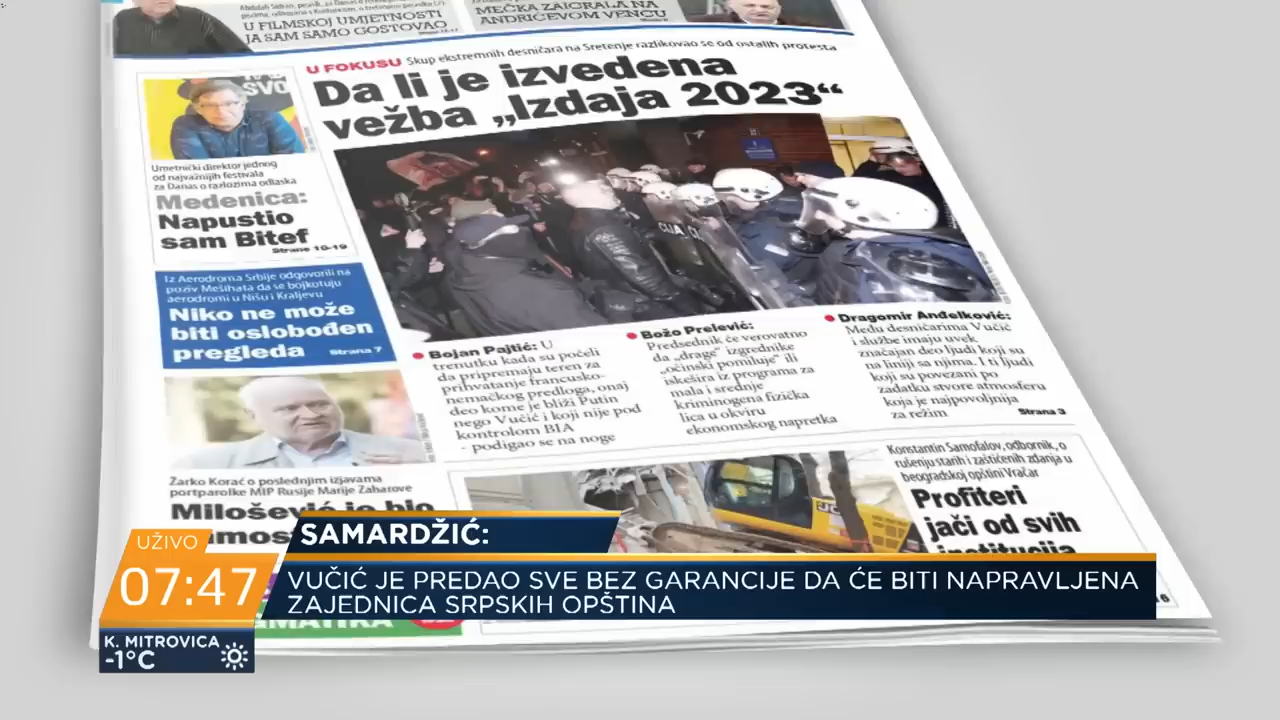 U FILMSKOJ UMJETNOSTI
JA SAM SAMO GOSTOVAO
MEČKA ZAIGRALA NA
ANDRIĆEVOM VENCU
U FOKUSU Skup ekstremnih desničara na Sretenje razlikovao se od ostalih protesta
Da li je izvedena
vežba „Izdaja 2023“
Umetnički direktor jednog
od najvažnijih festivala
za Danas o razlozima odlaska
Medenica:
Napustio
sam Bitef
Strane 18-19
Iz Aerodroma Srbije odgovorili na
poziv Mešihata da se bojkotuju
aerodromi u Nišu i Kraljevu
Niko ne može
biti oslobođen
pregleda Strana 7
Bojan Pajtić: U
trenutku kada su počeli
da pripremaju teren za
prihvatanje francusko-
nemačkog predloga, onaj
deo kome je bliži Putin
nego Vučić i koji nije pod
kontrolom BIA
- podigao se na noge
Božo Prelević:
Predsednik će verovatno
da „drage“ izgrednike
„očinski pomiluje“ ili
iskešira iz programa za
mala i srednje
kriminogena fizička
lica u okviru
ekonomskog napretka
Dragomir Anđelković:
Među desničarima Vučić
i službe imaju uvek
značajan deo ljudi koji su
na liniji sa njima. I ti ljudi
koji su povezani po
zadatku stvore atmosferu
koja je najpovoljnija
za režim
Strana 3
Žarko Korać o poslednjim izjavama
portparolke MIP Rusije Marije Zaharove
Milošević je bio
Konstantin Samofalov, odbornik, o
rušenju starih i zaštićenih zdanja u
beogradskoj opštini Vračar
Profiteri
jači od svih
institucija
JCB
UŽIVO
07:47
K. MITROVICA
-1°C
SAMARDŽIĆ:
VUČIĆ JE PREDAO SVE BEZ GARANCIJE DA ĆE BITI NAPRAVLJENA
ZAJEDNICA SRPSKIH OPŠTINA